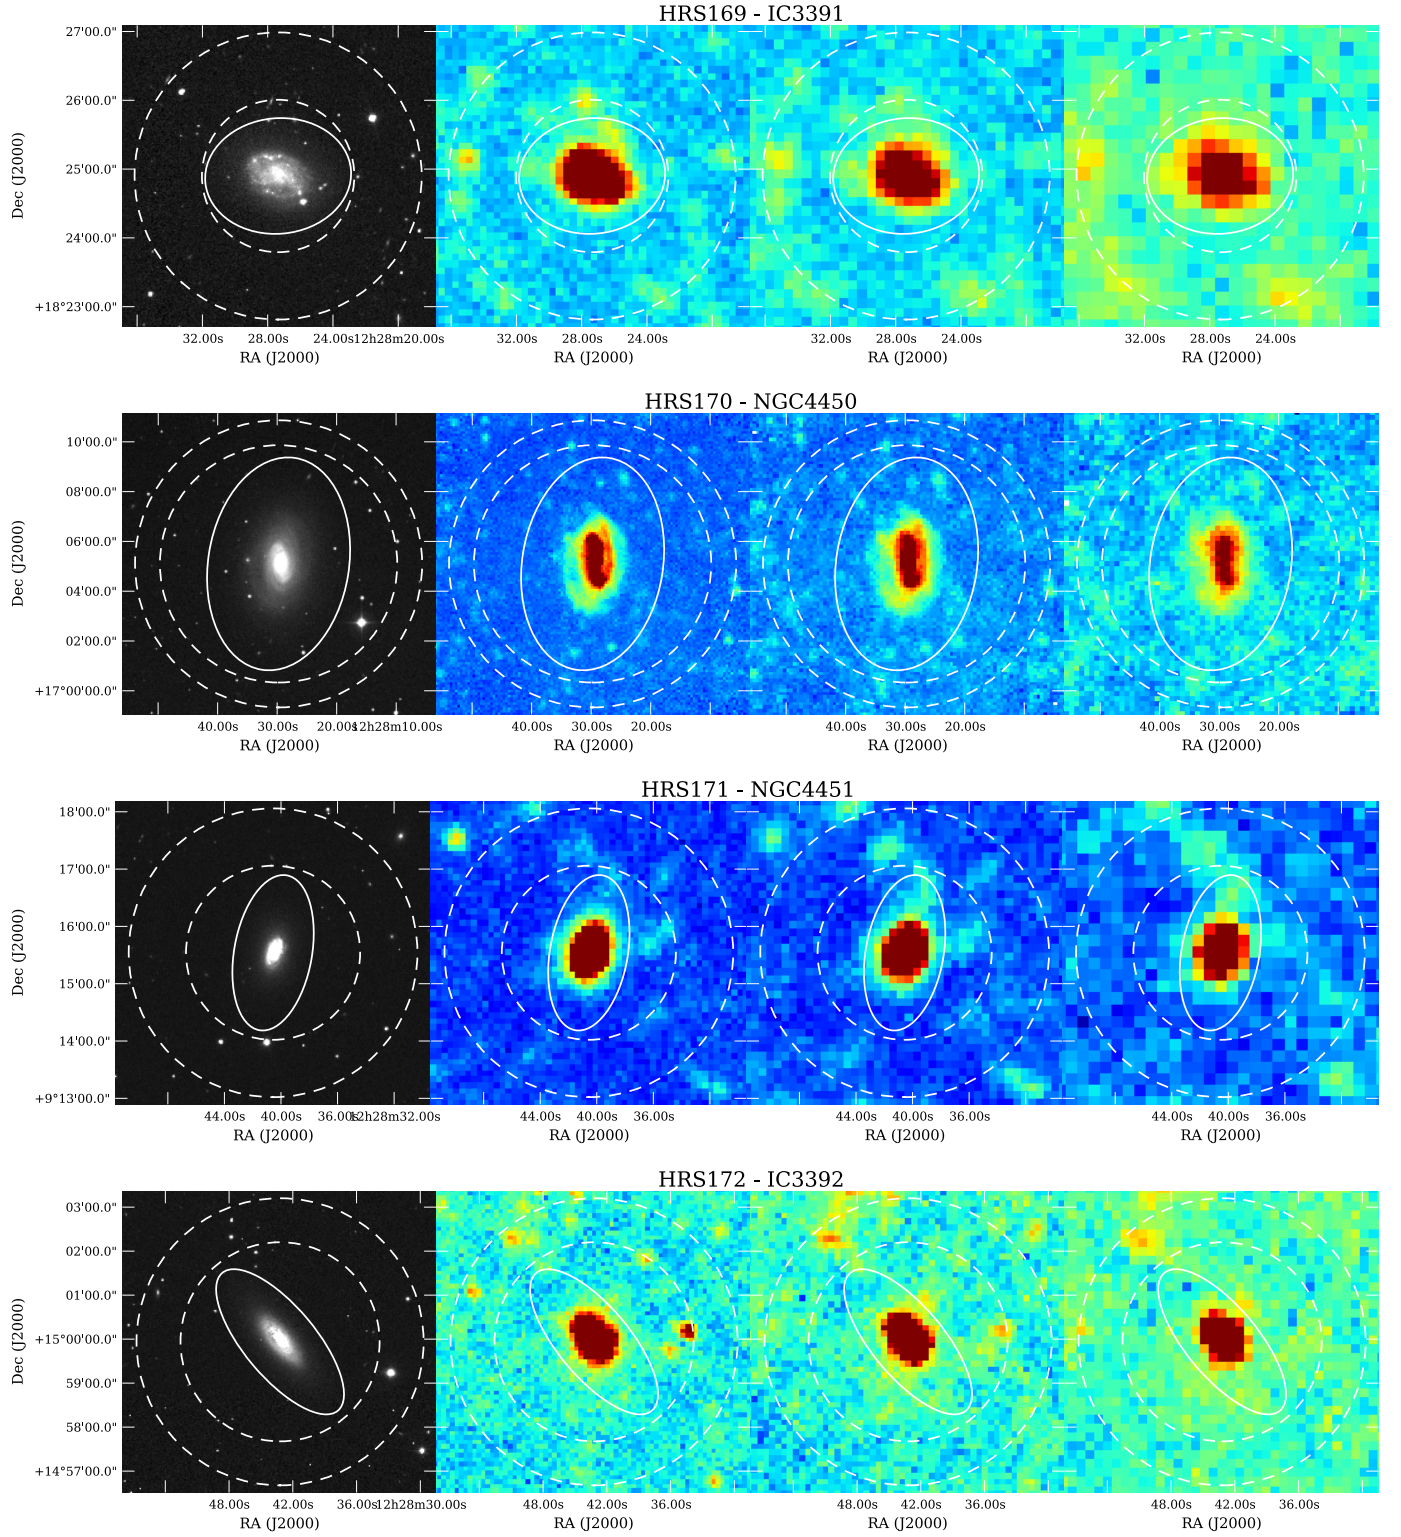 HRS169 - IC3391
27'00.0"
26'00.0"
25'00.0"
24'00.0"
+18°23'00.0"
Dec (J2000)
32.00s 28.00s 24.00s12h28m20.00s 32.00s 28.00s 24.00s 32.00s 28.00s 24.00s 32.00s 28.00s 24.00s
RA (J2000) RA (J2000) RA (J2000) RA (J2000)
HRS170 - NGC4450
10'00.0"
08'00.0"
06'00.0"
04'00.0"
02'00.0"
+17°00'00.0"
Dec (J2000)
40.00s 30.00s 20.00s12h28m10.00s 40.00s 30.00s 20.00s 40.00s 30.00s 20.00s 40.00s 30.00s 20.00s
RA (J2000) RA (J2000) RA (J2000) RA (J2000)
HRS171 - NGC4451
18'00.0"
17'00.0"
16'00.0"
15'00.0"
14'00.0"
+9°13'00.0"
Dec (J2000)
44.00s 40.00s 36.00s12h28m32.00s 44.00s 40.00s 36.00s 44.00s 40.00s 36.00s 44.00s 40.00s 36.00s
RA (J2000) RA (J2000) RA (J2000) RA (J2000)
HRS172 - IC3392
03'00.0"
02'00.0"
01'00.0"
+15°00'00.0"
59'00.0"
58'00.0"
+14°57'00.0"
Dec (J2000)
48.00s 42.00s 36.00s12h28m30.00s 48.00s 42.00s 36.00s 48.00s 42.00s 36.00s 48.00s 42.00s 36.00s
RA (J2000) RA (J2000) RA (J2000) RA (J2000)